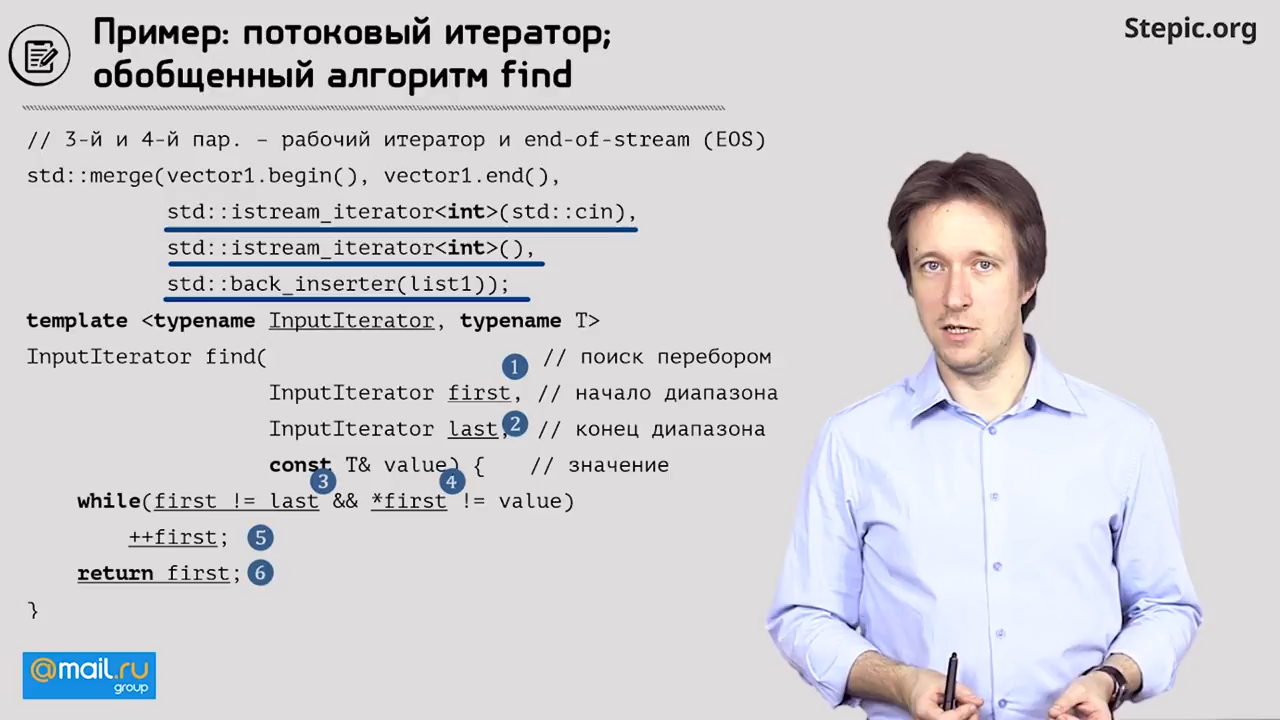 Пример: потоковый итератор;
обобщенный алгоритм find
Stepic.org
// 3-й и 4-й пар. – рабочий итератор и end-of-stream (EOS)
std::merge(vector1.begin(), vector1.end(),
std::istream_iterator<int>(std::cin),
std::istream_iterator<int>(),
std::back_inserter(list1));
template <typename InputIterator, typename T>
InputIterator find( // поиск перебором
1
InputIterator first, // начало диапазона
InputIterator last, 2 // конец диапазона
const T& value) { // значение
3 4
while(first != last && *first != value)
++first; 5
return first; 6
}
@mail.ru
group